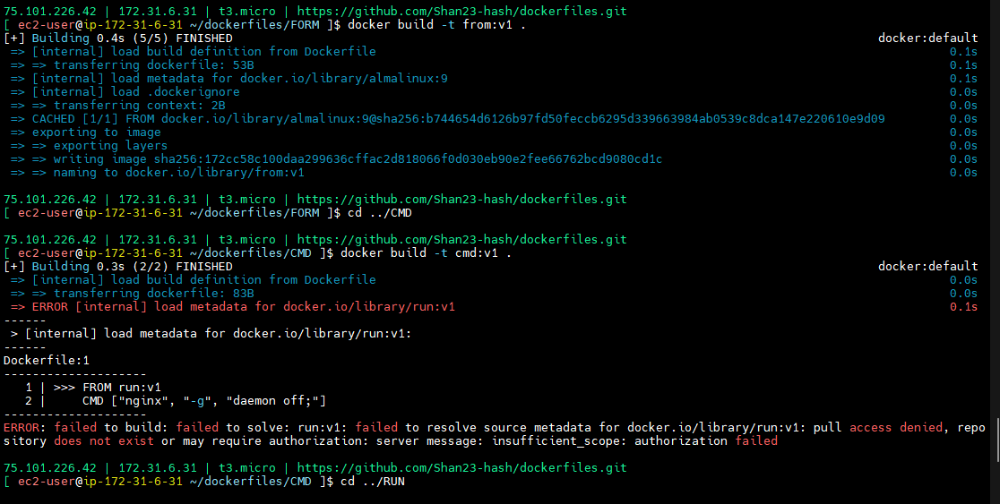 75.101.226.42 | 172.31.6.31 | t3.micro | https://github.com/Shan23-hash/dockerfiles.git
[ ec2-user@ip-172-31-6-31 ~/dockerfiles/FORM ]$ docker build -t from:v1 .
[+] Building 0.4s (5/5) FINISHED docker:default
=> [internal] load build definition from Dockerfile 0.1s
=> => transferring dockerfile: 53B 0.1s
=> [internal] load metadata for docker.io/library/almalinux:9 0.1s
=> [internal] load .dockerignore 0.0s
=> => transferring context: 2B 0.0s
=> CACHED [1/1] FROM docker.io/library/almalinux:9@sha256:b744654d6126b97fd50feccb6295d339663984ab0539c8dca147e220610e9d09 0.0s
=> exporting to image 0.0s
=> => exporting layers 0.0s
=> => writing image sha256:172cc58c100daa299636cffac2d818066f0d030eb90e2fee66762bcd9080cd1c 0.0s
=> => naming to docker.io/library/from:v1 0.0s
75.101.226.42 | 172.31.6.31 | t3.micro | https://github.com/Shan23-hash/dockerfiles.git
[ ec2-user@ip-172-31-6-31 ~/dockerfiles/FORM ]$ cd ../CMD
75.101.226.42 | 172.31.6.31 | t3.micro | https://github.com/Shan23-hash/dockerfiles.git
[ ec2-user@ip-172-31-6-31 ~/dockerfiles/CMD ]$ docker build -t cmd:v1 .
[+] Building 0.3s (2/2) FINISHED docker:default
=> [internal] load build definition from Dockerfile 0.0s
=> => transferring dockerfile: 83B 0.0s
=> ERROR [internal] load metadata for docker.io/library/run:v1 0.1s
------
> [internal] load metadata for docker.io/library/run:v1:
------
Dockerfile:1
--------------------
1 | >>> FROM run:v1
2 | CMD ["nginx", "-g", "daemon off;"]
--------------------
ERROR: failed to build: failed to solve: run:v1: failed to resolve source metadata for docker.io/library/run:v1: pull access denied, repo
sitory does not exist or may require authorization: server message: insufficient_scope: authorization failed
75.101.226.42 | 172.31.6.31 | t3.micro | https://github.com/Shan23-hash/dockerfiles.git
[ ec2-user@ip-172-31-6-31 ~/dockerfiles/CMD ]$ cd ../RUN